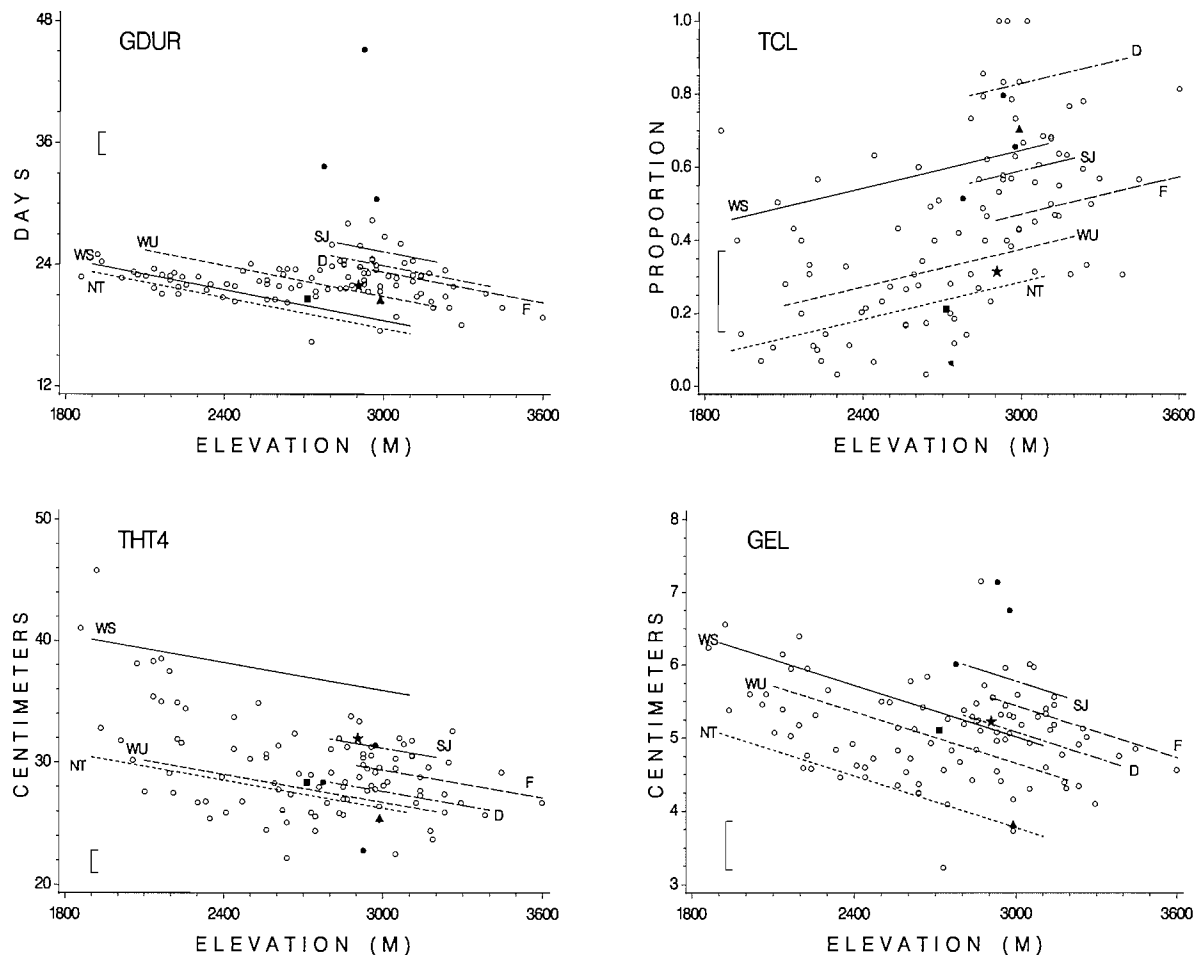 GDUR
DAYS
48
36
24
12
WS
NT
WU
SJ
D
F
1800
2400
3000
3600
ELEVATION (M)
TCL
PROPORTION
1.0
0.8
0.6
0.4
0.2
0.0
D
SJ
WS
F
WU
NT
1800
2400
3000
3600
ELEVATION (M)
THT4
CENTIMETERS
50
40
30
20
WS
WU
NT
SJ
F
D
1800
2400
3000
3600
ELEVATION (M)
GEL
CENTIMETERS
8
7
6
5
4
3
WS
WU
NT
SJ
F
D
1800
2400
3000
3600
ELEVATION (M)